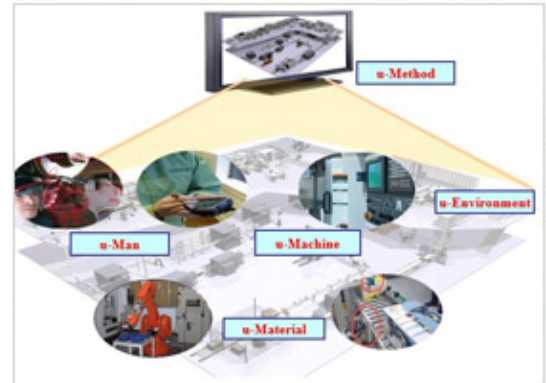 u-Method
u-Environment
u-Man
u-Machine
u-Material